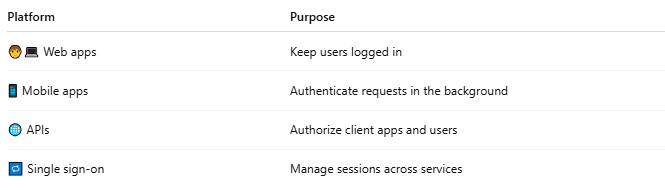 Platform Purpose
🧑💻 Web apps Keep users logged in
📱 Mobile apps Authenticate requests in the background
🌐 APIs Authorize client apps and users
🔁 Single sign-on Manage sessions across services